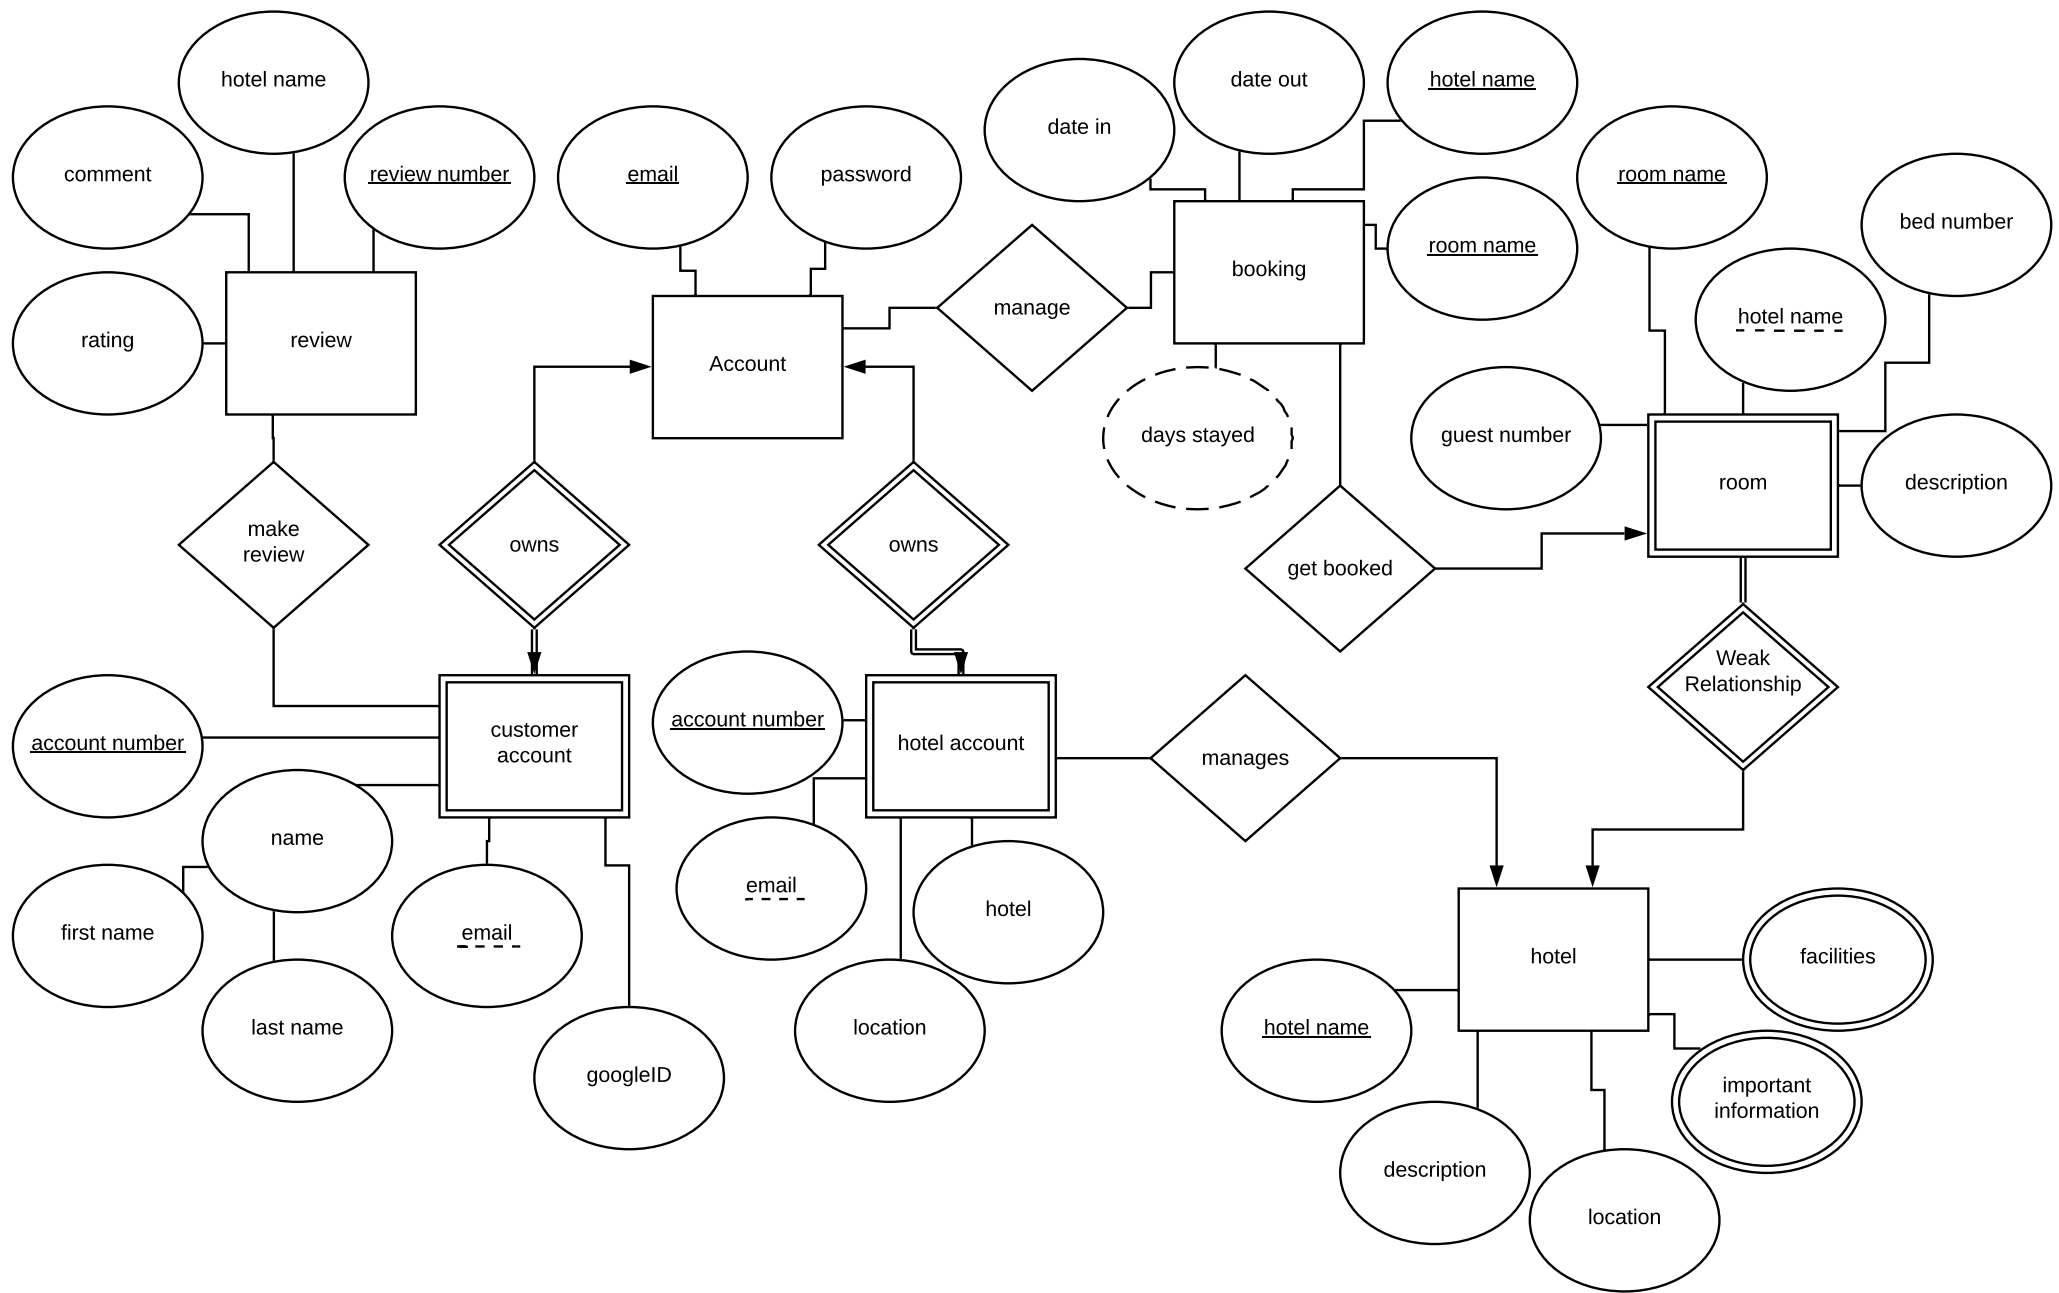 hotel name
date out
hotel name
date in
comment
review number
email
password
room name
room name
bed number
booking
manage
hotel name
review
rating
Account
days stayed
guest number
room
description
make
review
owns
owns
get booked
Weak
Relationship
account number
customer
account
account number
hotel account
manages
name
email
hotel
first name
email
last name
location
googleID
hotel
facilities
hotel name
important
information
description
location